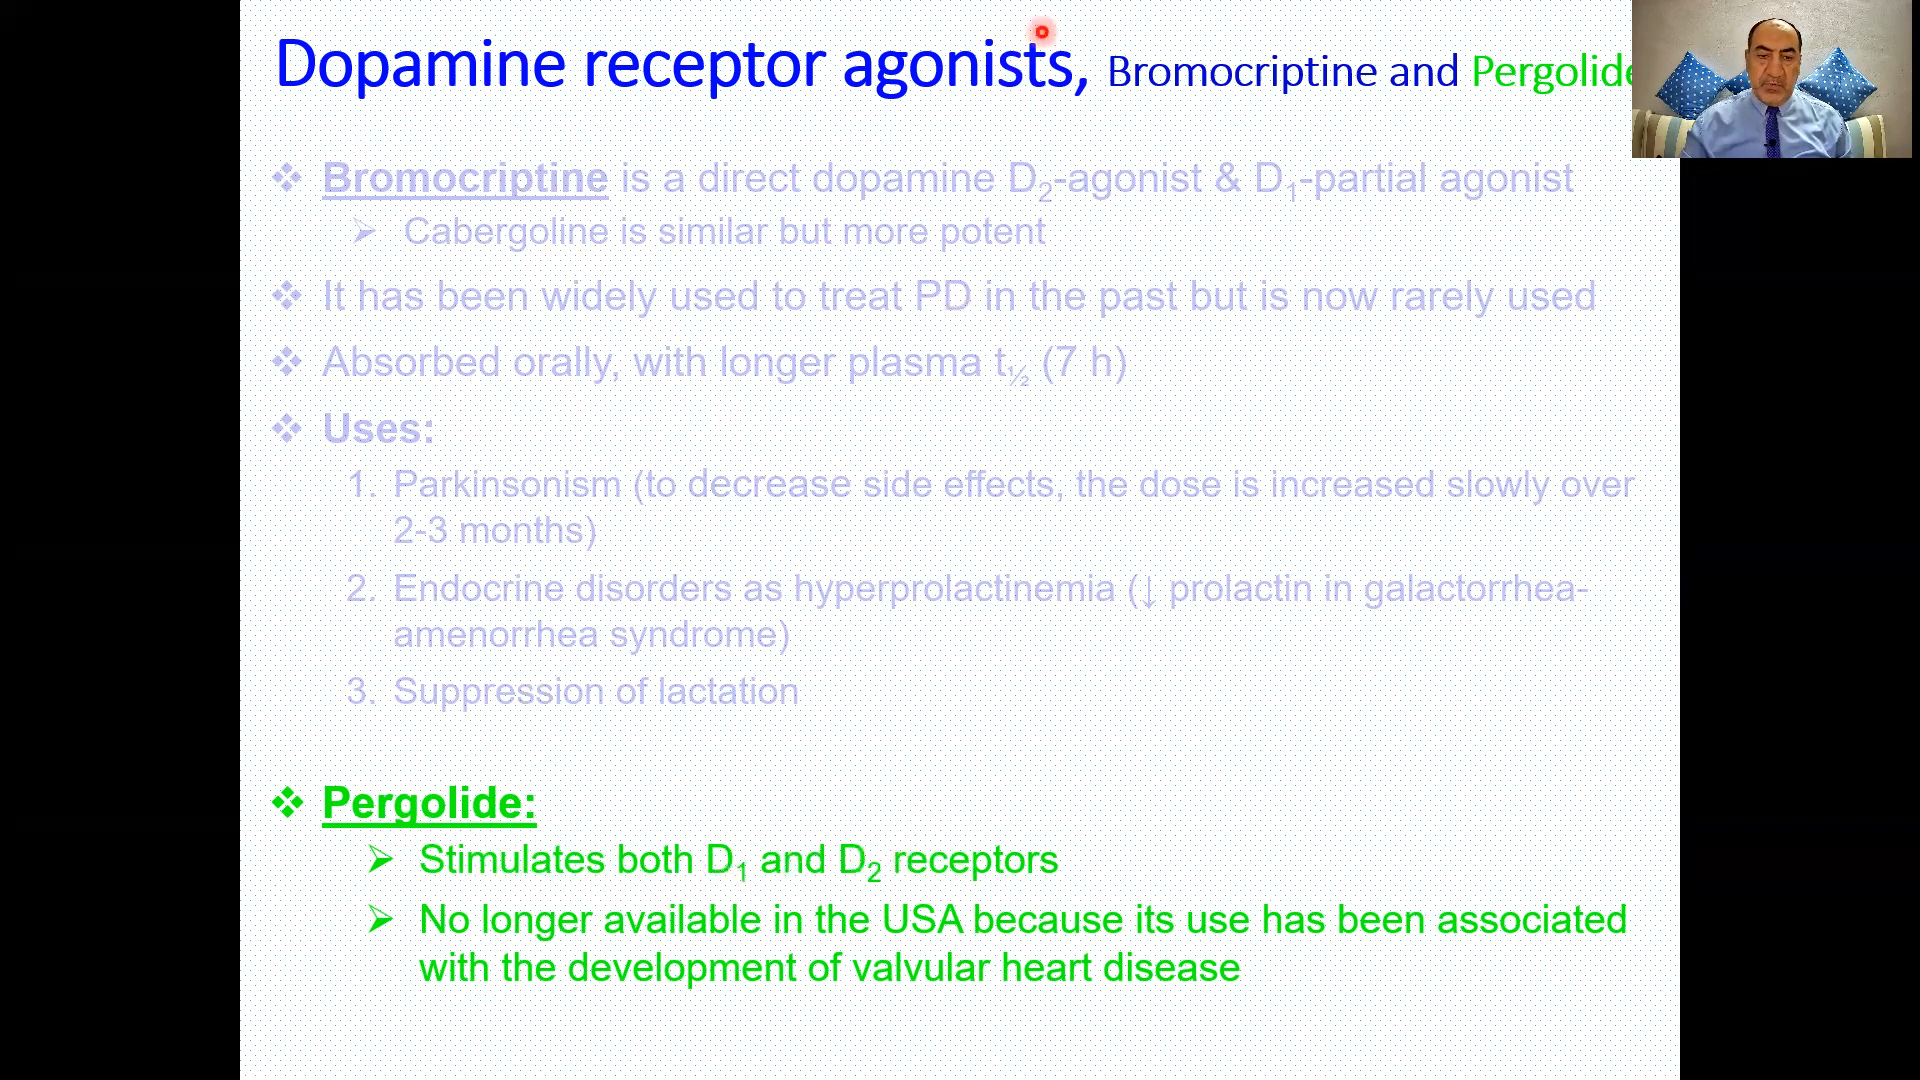 Dopamine receptor agonists, Bromocriptine and Pergolide
❖ Bromocriptine is a direct dopamine D₂-agonist & D₁-partial agonist
➢ Cabergoline is similar but more potent
❖ It has been widely used to treat PD in the past but is now rarely used
❖ Absorbed orally, with longer plasma t½ (7 h)
❖ Uses:
1. Parkinsonism (to decrease side effects, the dose is increased slowly over
2-3 months)
2. Endocrine disorders as hyperprolactinemia (↓ prolactin in galactorrhea-
amenorrhea syndrome)
3. Suppression of lactation
❖ Pergolide:
➢ Stimulates both D₁ and D₂ receptors
➢ No longer available in the USA because its use has been associated
with the development of valvular heart disease